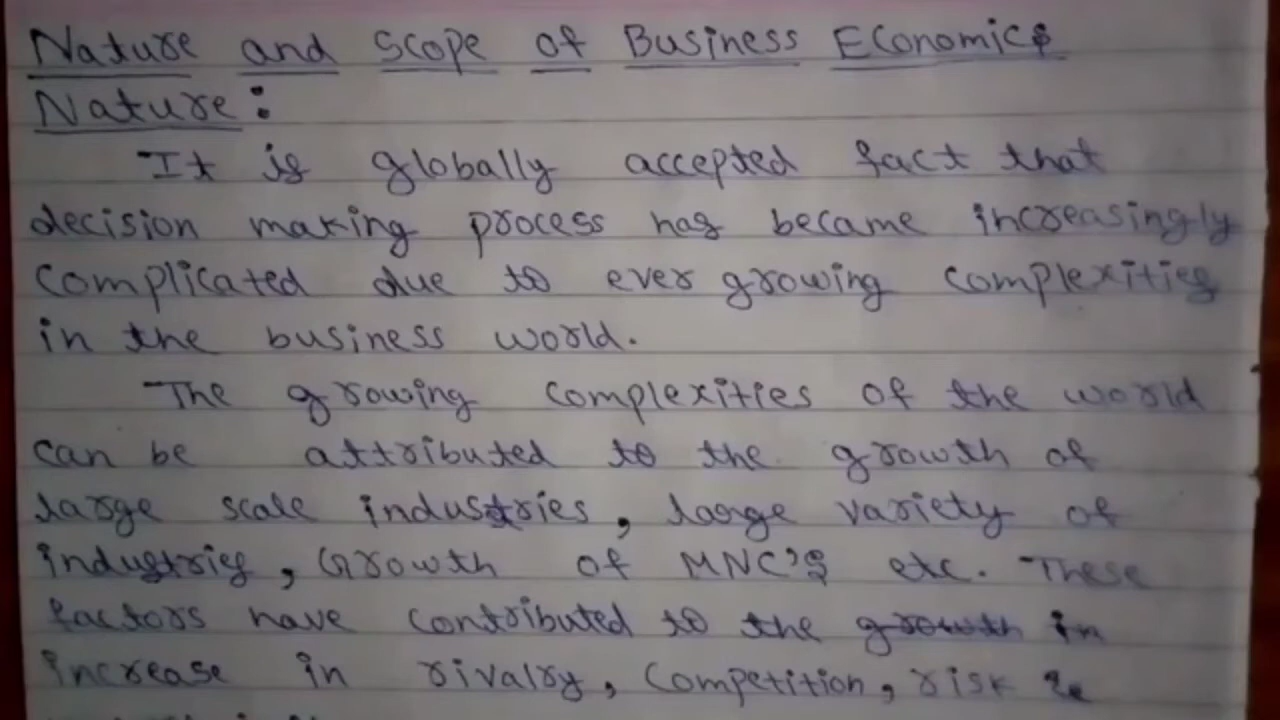 Nature and Scope of Business Economics
Nature:
It is globally accepted fact that
decision making process has became increasingly
complicated due to ever growing complexities
in the business world.
The growing complexities of the world
can be attributed to the growth of
large scale industries, large variety of
industries, Growth of MNC's etc. These
factors have contributed to the growth in
increase in rivalry, competition, risk &